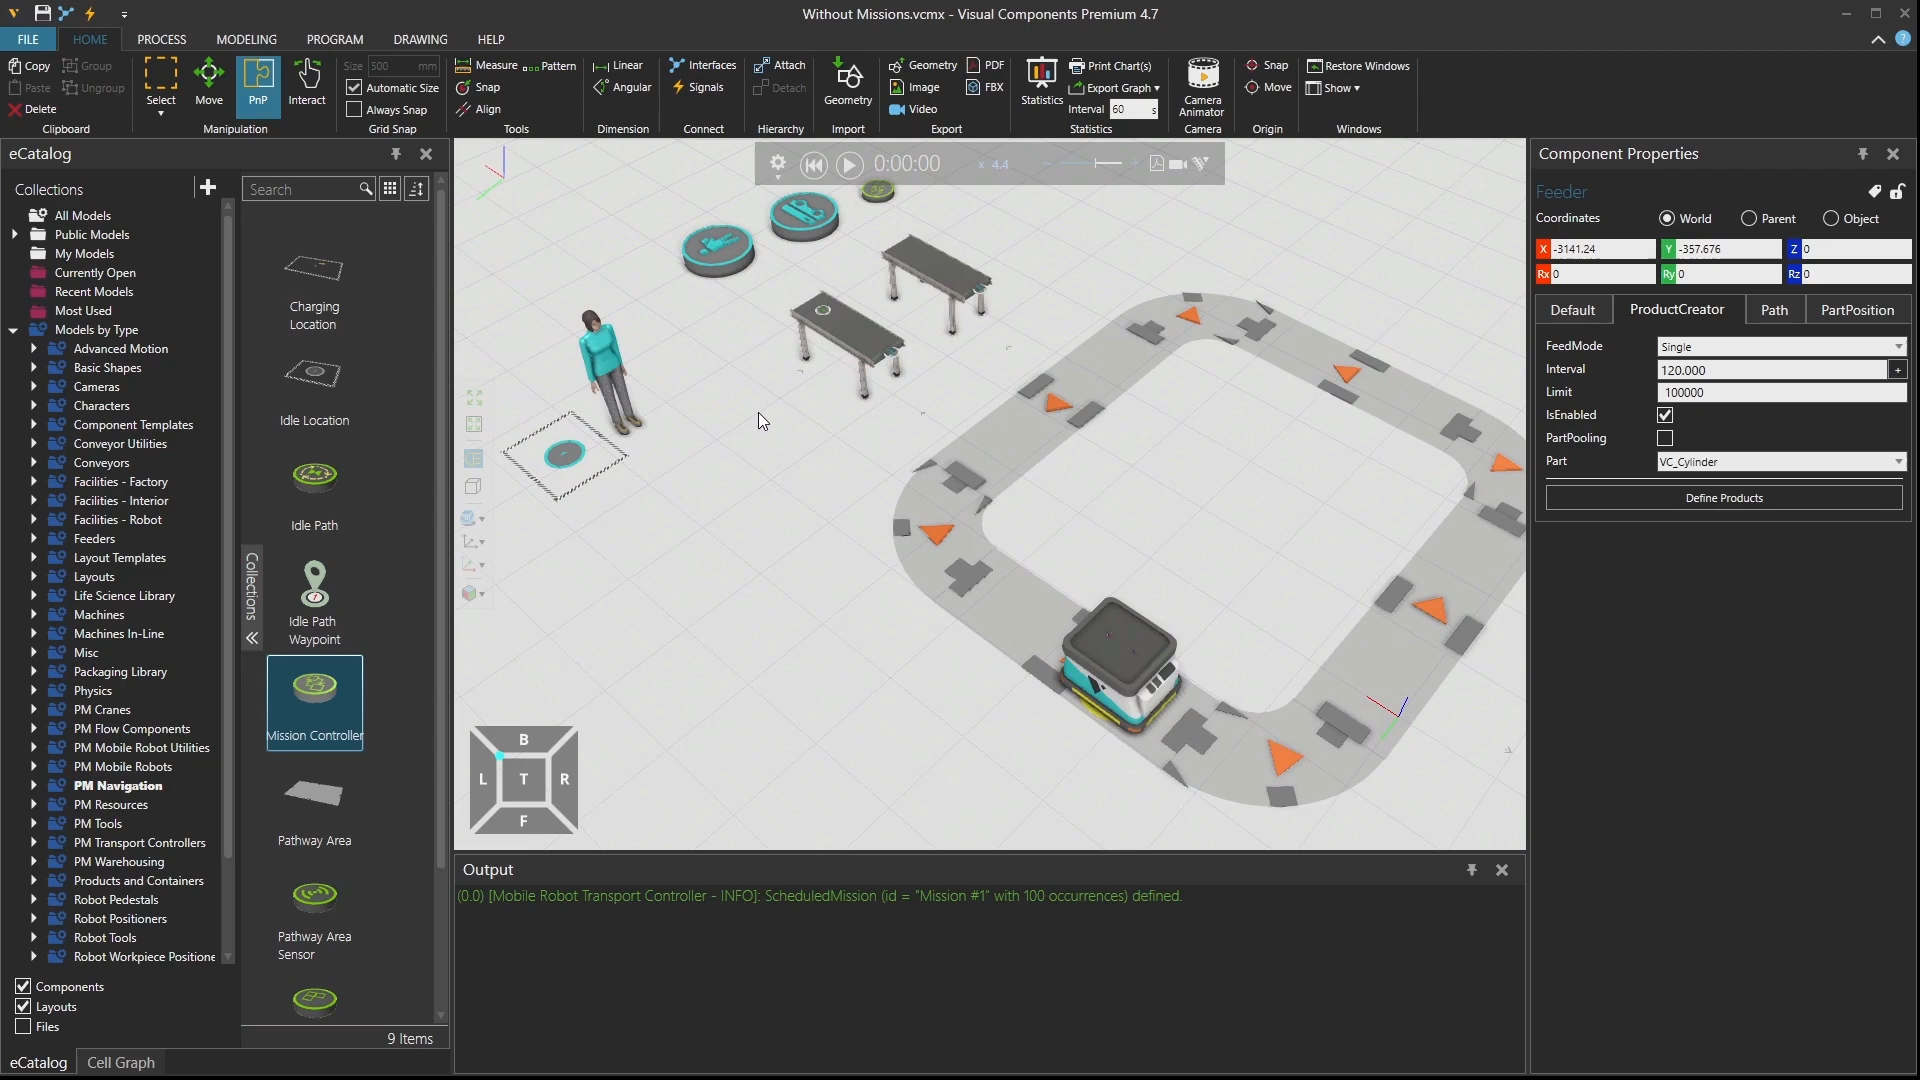 Without Missions.vcmx - Visual Components Premium 4.7
FILE HOME PROCESS MODELING PROGRAM DRAWING HELP
Copy Group
Paste Ungroup
Delete
Clipboard
Select Move PnP Interact
Manipulation
Size 500 mm
Automatic Size
Always Snap
Grid Snap
Measure Pattern
Snap
Align
Tools
Linear
Angular
Dimension
Interfaces
Signals
Connect
Attach
Detach
Hierarchy
Geometry
Import
Geometry PDF
Image FBX
Video
Export
Statistics
Print Chart(s)
Export Graph
Interval 60 s
Statistics
Camera
Animator
Camera
Snap
Move
Origin
Restore Windows
Show
Windows
eCatalog
Collections
All Models
Public Models
My Models
Currently Open
Recent Models
Most Used
Models by Type
Advanced Motion
Basic Shapes
Cameras
Characters
Component Templates
Conveyor Utilities
Conveyors
Facilities - Factory
Facilities - Interior
Facilities - Robot
Feeders
Layout Templates
Layouts
Life Science Library
Machines
Machines In-Line
Misc
Packaging Library
Physics
PM Cranes
PM Flow Components
PM Mobile Robot Utilities
PM Mobile Robots
PM Navigation
PM Resources
PM Tools
PM Transport Controllers
PM Warehousing
Products and Containers
Robot Pedestals
Robot Positioners
Robot Tools
Robot Workpiece Positione
Components
Layouts
Files
eCatalog Cell Graph
Collections
Search
Charging
Location
Idle Location
Idle Path
Idle Path
Waypoint
Mission Controller
Pathway Area
Pathway Area
Sensor
9 Items
0:00:00 x 4.4
B
L T R
F
Output
(0.0) [Mobile Robot Transport Controller - INFO]: ScheduledMission (id = "Mission #1" with 100 occurrences) defined.
Component Properties
Feeder
Coordinates World Parent Object
X -3141.24 Y -357.676 Z 0
Rx 0 Ry 0 Rz 0
Default ProductCreator Path PartPosition
FeedMode Single
Interval 120.000 +
Limit 100000
IsEnabled
PartPooling
Part VC_Cylinder
Define Products